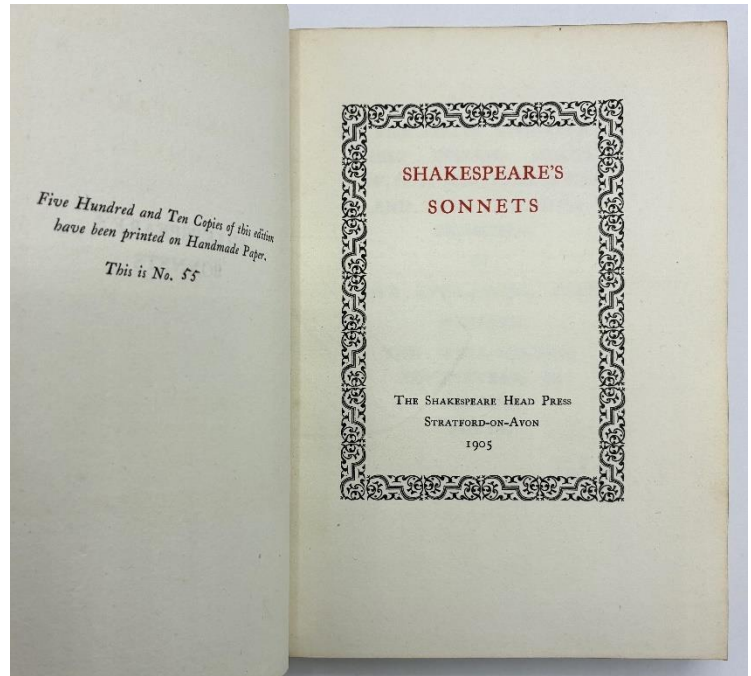 Five Hundred and Ten Copies of this edition
have been printed on Handmade Paper.
This is No. 55
SHAKESPEARE'S
SONNETS
THE SHAKESPEARE HEAD PRESS
STRATFORD-ON-AVON
1905